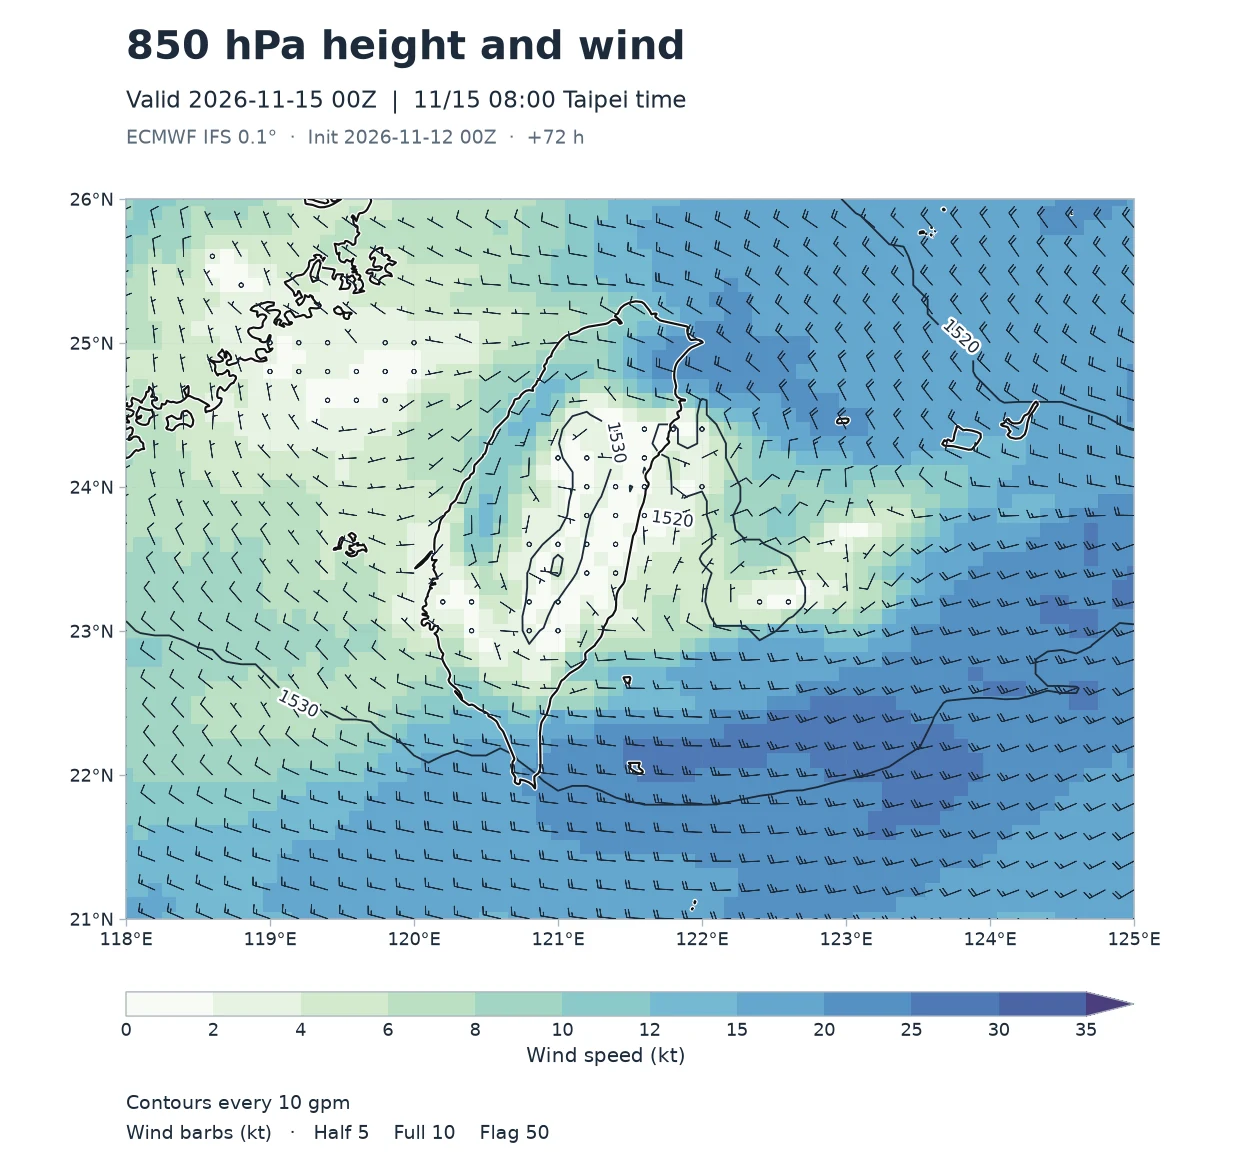 850 hPa height and wind
Valid 2026-11-15 00Z | 11/15 08:00 Taipei time
ECMWF IFS 0.1° · Init 2026-11-12 00Z · +72 h
26°N
25°N
1520
1530
24°N
1520
23°N
1530
22°N
21°N
118°E 119°E 120°E 121°E 122°E 123°E 124°E 125°E
0 2 4 6 8 10 12 15 20 25 30 35
Wind speed (kt)
Contours every 10 gpm
Wind barbs (kt) · Half 5 Full 10 Flag 50